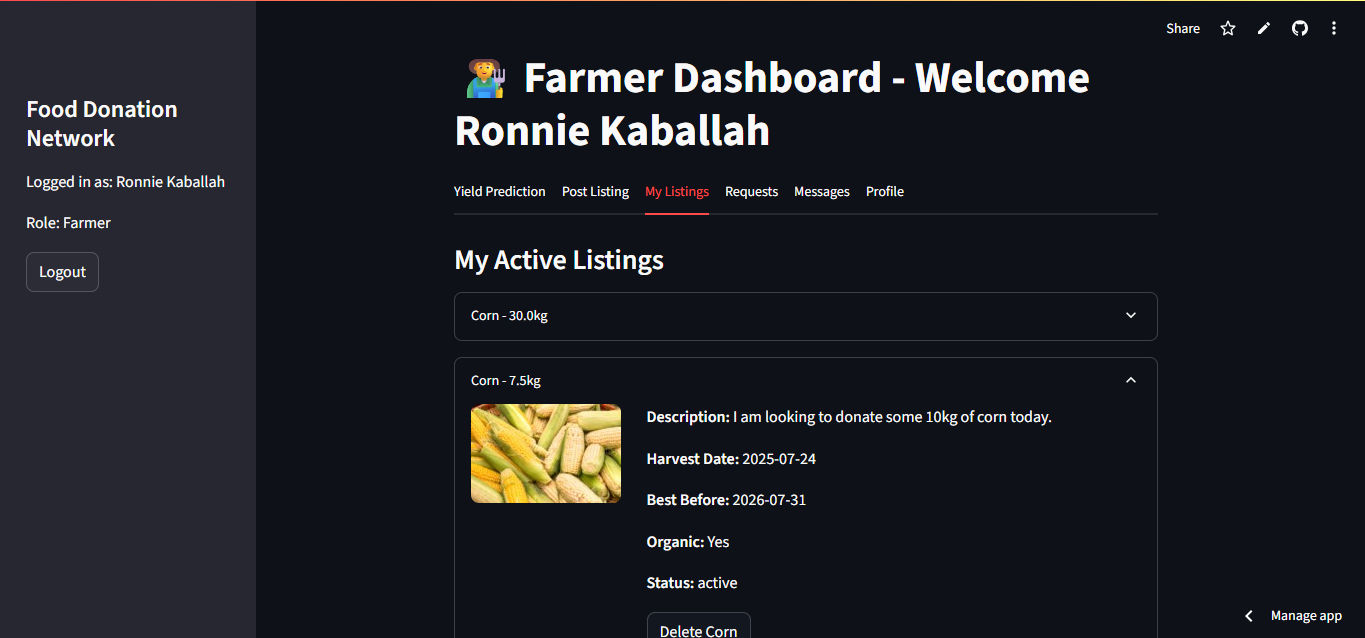 Share
Food Donation
Network
Logged in as: Ronnie Kaballah
Role: Farmer
Logout
Farmer Dashboard - Welcome
Ronnie Kaballah
Yield Prediction Post Listing My Listings Requests Messages Profile
My Active Listings
Corn - 30.0kg
Corn - 7.5kg
Description: I am looking to donate some 10kg of corn today.
Harvest Date: 2025-07-24
Best Before: 2026-07-31
Organic: Yes
Status: active
Delete Corn
Manage app